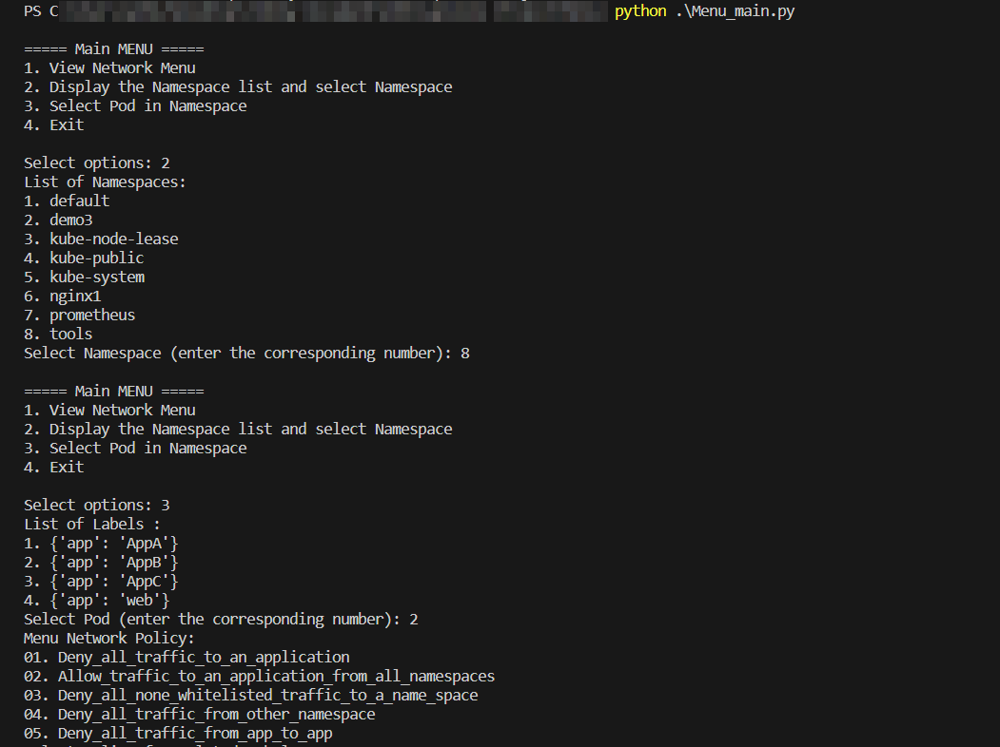 PS C python .\Menu_main.py
===== Main MENU =====
1. View Network Menu
2. Display the Namespace list and select Namespace
3. Select Pod in Namespace
4. Exit
Select options: 2
List of Namespaces:
1. default
2. demo3
3. kube-node-lease
4. kube-public
5. kube-system
6. nginx1
7. prometheus
8. tools
Select Namespace (enter the corresponding number): 8
===== Main MENU =====
1. View Network Menu
2. Display the Namespace list and select Namespace
3. Select Pod in Namespace
4. Exit
Select options: 3
List of Labels :
1. {'app': 'AppA'}
2. {'app': 'AppB'}
3. {'app': 'AppC'}
4. {'app': 'web'}
Select Pod (enter the corresponding number): 2
Menu Network Policy:
01. Deny_all_traffic_to_an_application
02. Allow_traffic_to_an_application_from_all_namespaces
03. Deny_all_none_whitelisted_traffic_to_a_name_space
04. Deny_all_traffic_from_other_namespace
05. Deny_all_traffic_from_app_to_app